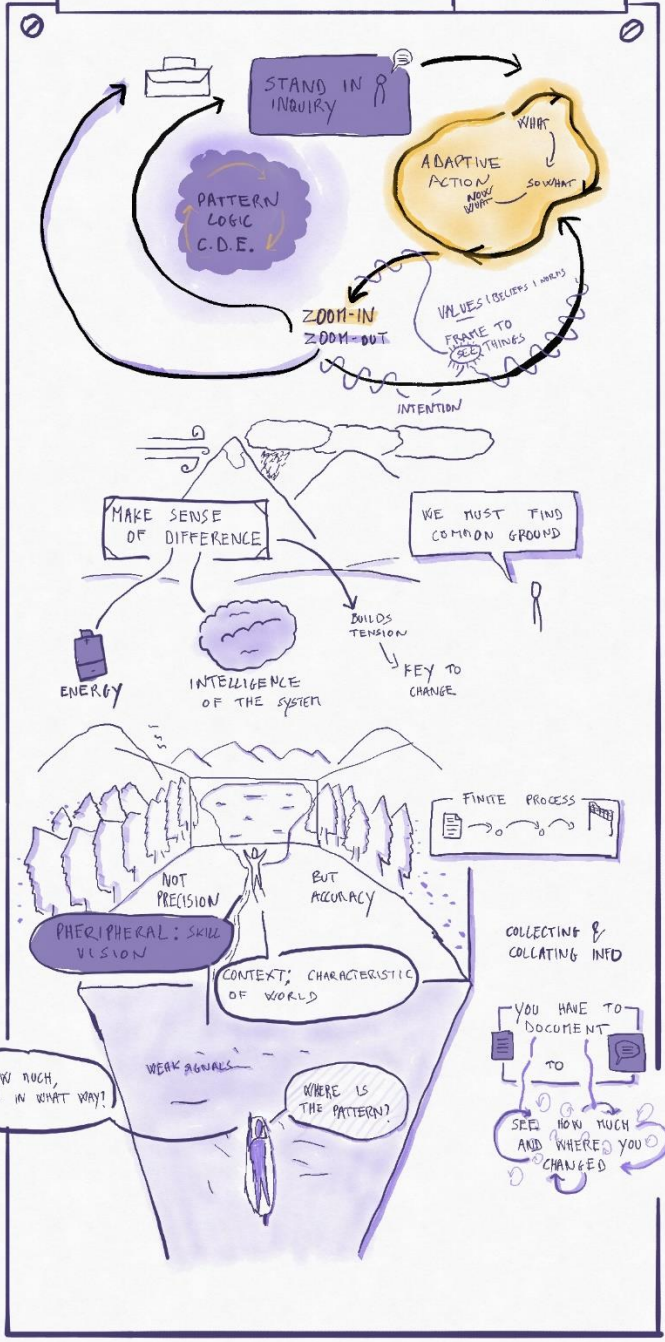 STAND IN
INQUIRY
PATTERN
LOGIC
C.D.E.
ADAPTIVE
ACTION
WHAT
SO WHAT
NOW
WHAT
ZOOM-IN
ZOOM-OUT
VALUES | BELIEFS | NORMS
FRAME TO
SEE THINGS
INTENTION
MAKE SENSE
OF DIFFERENCE
WE MUST FIND
COMMON GROUND
ENERGY
INTELLIGENCE
OF THE SYSTEM
BUILDS
TENSION
KEY TO
CHANGE
FINITE PROCESS
NOT
PRECISION
BUT
ACCURACY
PHERIPHERAL: SKILL
VISION
CONTEXT: CHARACTERISTIC
OF WORLD
COLLECTING &
COLLATING INFO
YOU HAVE TO
DOCUMENT
TO
SEE HOW MUCH
AND WHERE YOU
CHANGED
WEAK SIGNALS
W MUCH,
IN WHAT WAY?
WHERE IS
THE PATTERN?